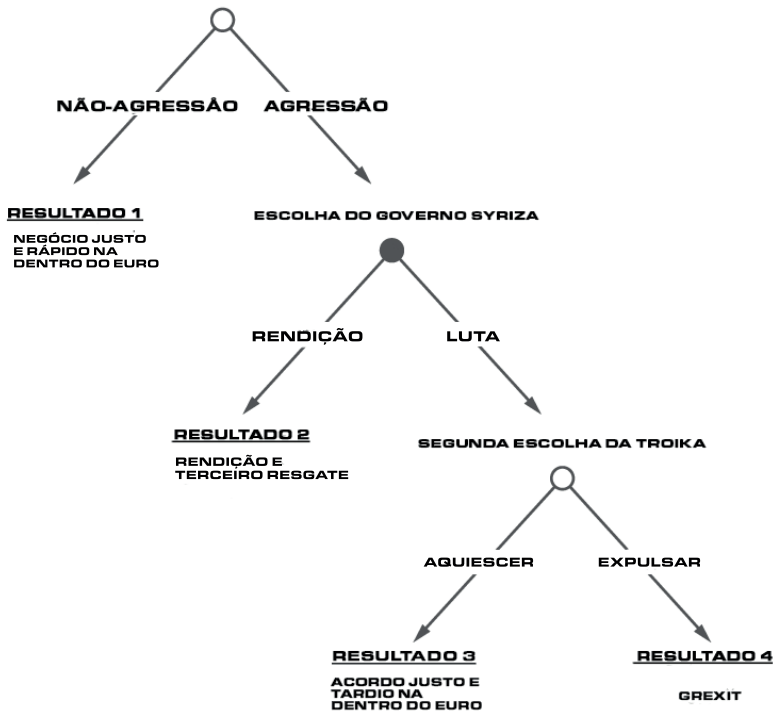 NÃO-AGRESSÃO AGRESSÃO
RESULTADO 1
NEGÓCIO JUSTO
E RÁPIDO NA
DENTRO DO EURO
ESCOLHA DO GOVERNO SYRIZA
RENDIÇÃO LUTA
RESULTADO 2
RENDIÇÃO E
TERCEIRO RESGATE
SEGUNDA ESCOLHA DA TROIKA
AQUIESCER EXPULSAR
RESULTADO 3
ACORDO JUSTO E
TARDIO NA
DENTRO DO EURO
RESULTADO 4
GREXIT